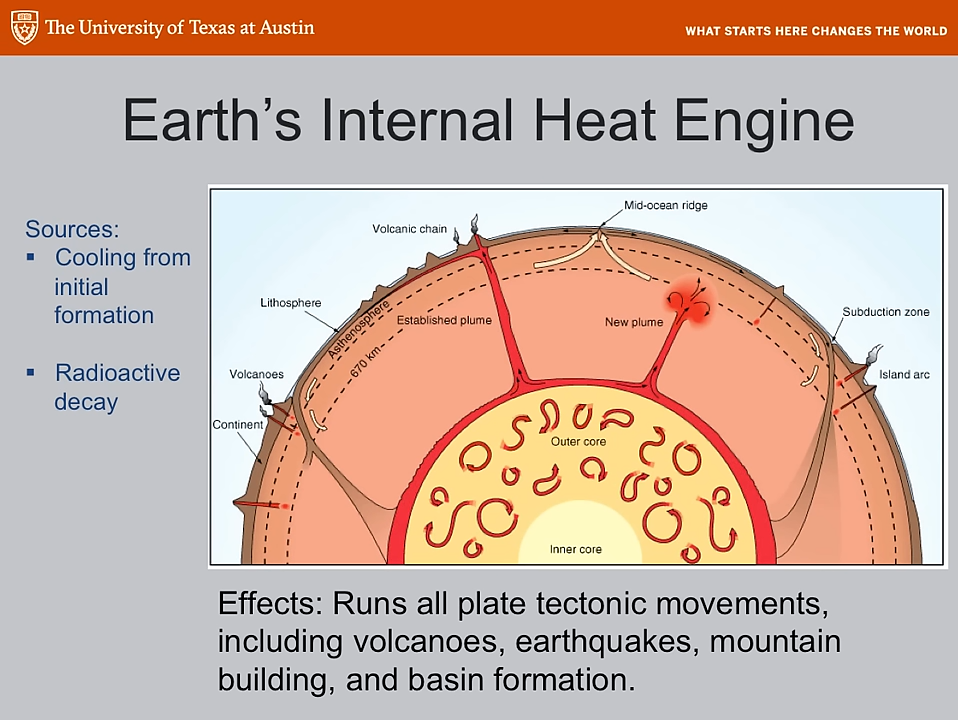 The University of Texas at Austin
WHAT STARTS HERE CHANGES THE WORLD
Earth's Internal Heat Engine
Sources:
▪ Cooling from
initial
formation
▪ Radioactive
decay
Mid-ocean ridge
Volcanic chain
Lithosphere
Asthenosphere
Established plume
New plume
Subduction zone
670 km
Volcanoes
Island arc
Continent
Outer core
Inner core
Effects: Runs all plate tectonic movements,
including volcanoes, earthquakes, mountain
building, and basin formation.